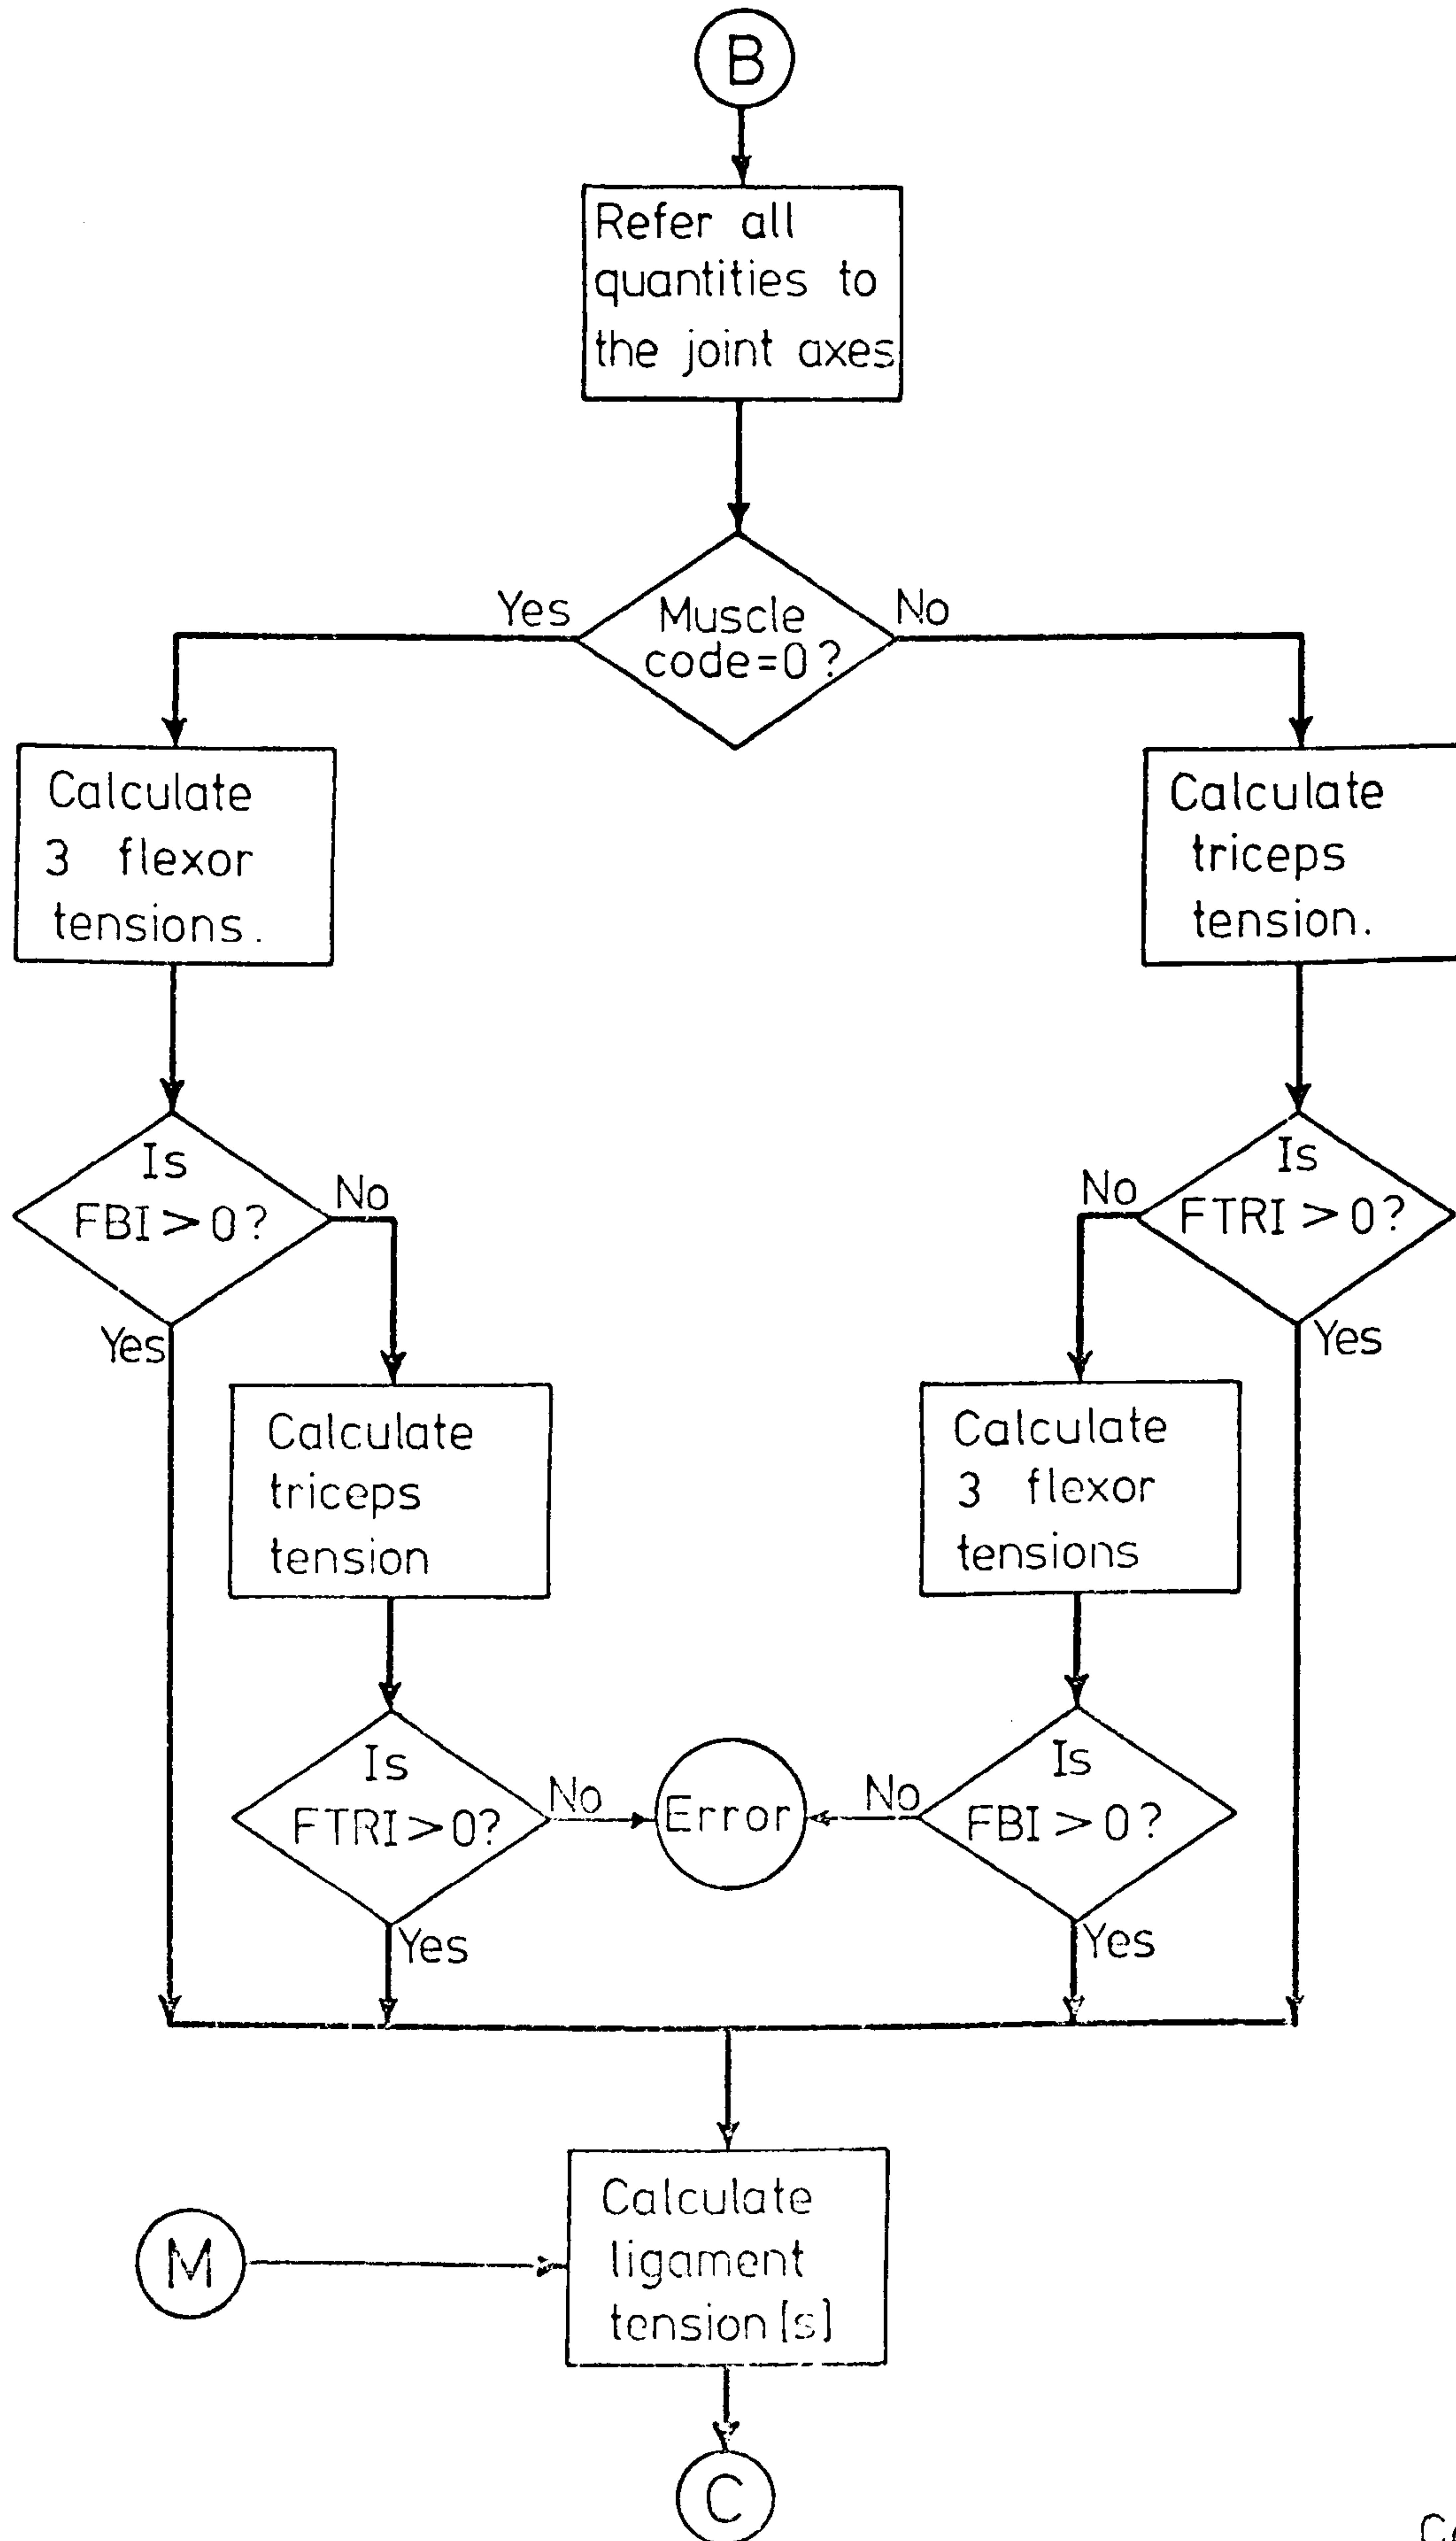 B
Refer all
quantities to
the joint axes
Yes
Muscle
code=0?
No
Calculate
3 flexor
tensions.
Calculate
triceps
tension.
Is
FBI > 0?
No
Yes
Is
FTRI > 0?
No
Yes
Calculate
triceps
tension
Calculate
3 flexor
tensions
Is
FTRI > 0?
No
Yes
Error
Is
FBI > 0?
No
Yes
M
Calculate
ligament
tension[s]
C